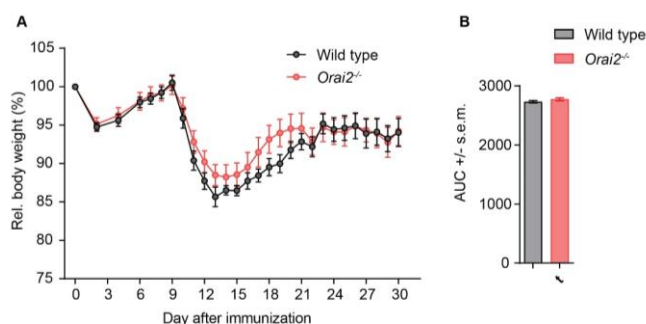 A
105
100
95
90
85
80
75
Rel. body weight (%)
0 3 6 9 12 15 18 21 24 27 30
Day after immunization
Wild type
Orai2-/-
B
Wild type
Orai2-/-
3000
2000
1000
0
AUC +/- s.e.m.